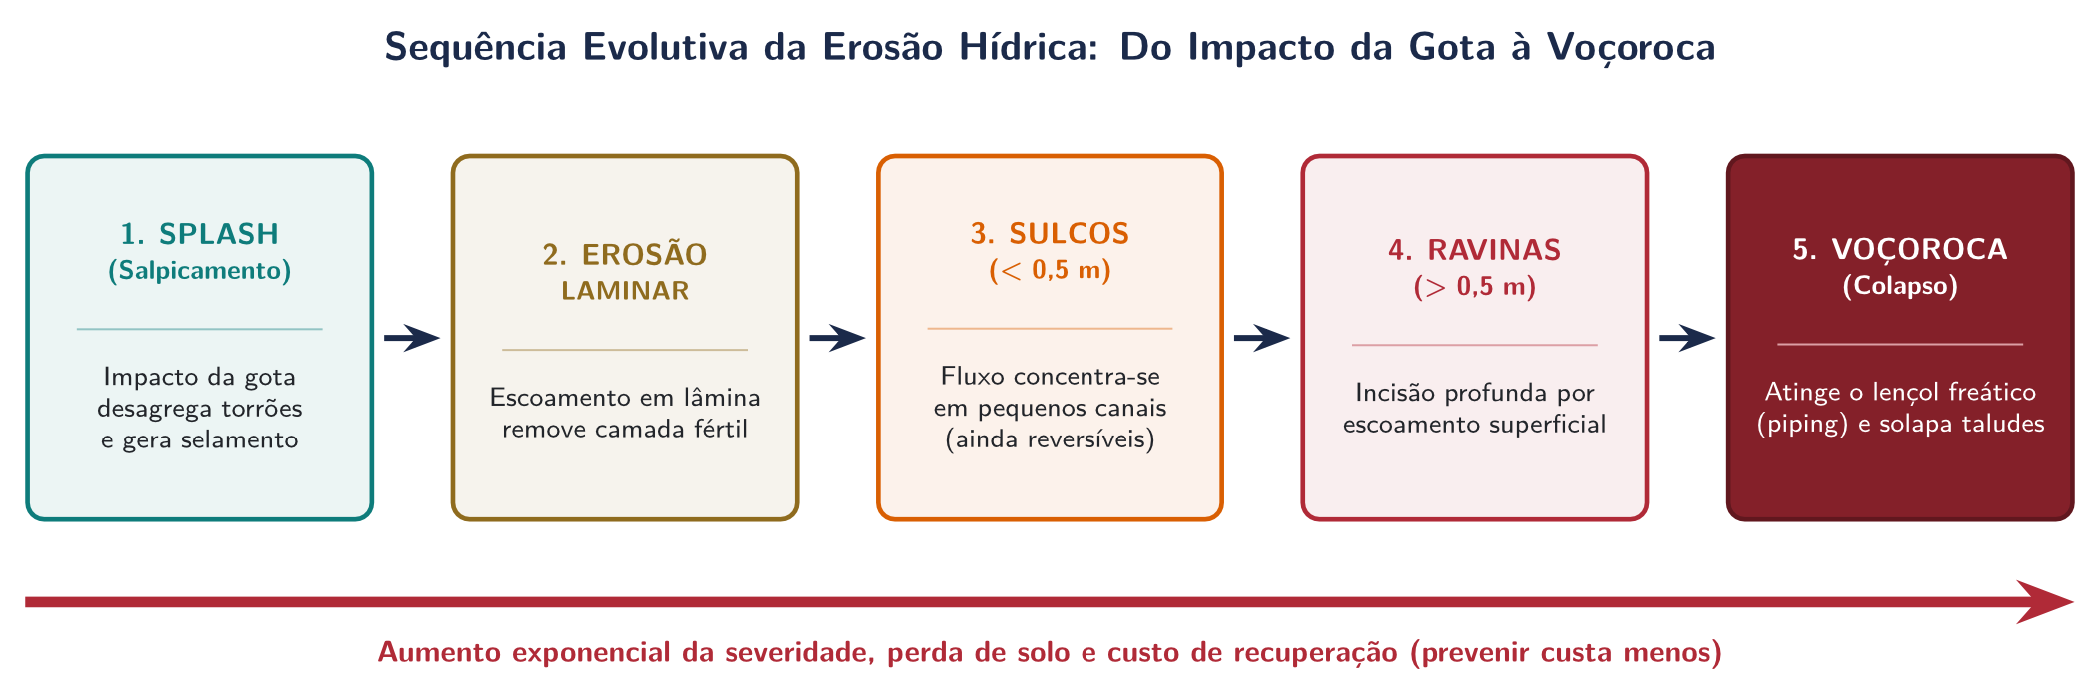 Sequência Evolutiva da Erosão Hídrica: Do Impacto da Gota à Voçoroca
1. SPLASH
(Salpicamento)
Impacto da gota
desagrega torrões
e gera selamento
2. EROSÃO
LAMINAR
Escoamento em lâmina
remove camada fértil
3. SULCOS
(< 0,5 m)
Fluxo concentra-se
em pequenos canais
(ainda reversíveis)
4. RAVINAS
(> 0,5 m)
Incisão profunda por
escoamento superficial
5. VOÇOROCA
(Colapso)
Atinge o lençol freático
(piping) e solapa taludes
Aumento exponencial da severidade, perda de solo e custo de recuperação (prevenir custa menos)